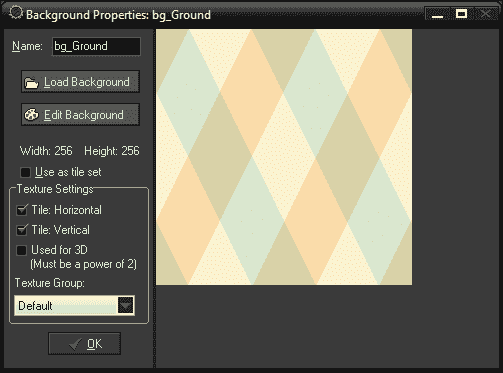 Background Properties: bg_Ground
Name: bg_Ground
Load Background
Edit Background
Width: 256 Height: 256
Use as tile set
Texture Settings
Tile: Horizontal
Tile: Vertical
Used for 3D
(Must be a power of 2)
Texture Group:
Default
OK